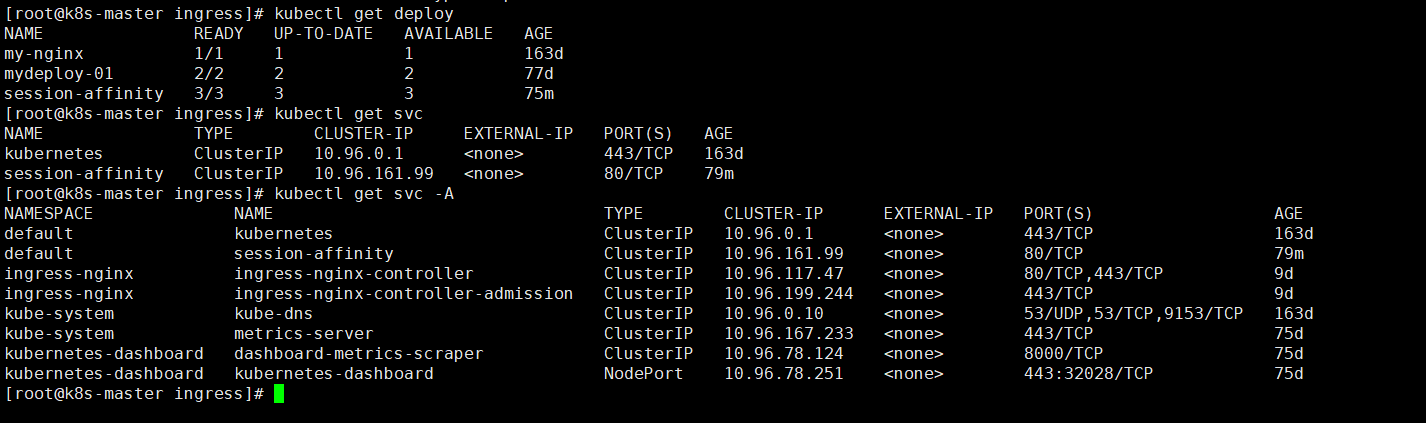 [root@k8s-master ingress]# kubectl get deploy
NAME READY UP-TO-DATE AVAILABLE AGE
my-nginx 1/1 1 1 163d
mydeploy-01 2/2 2 2 77d
session-affinity 3/3 3 3 75m
[root@k8s-master ingress]# kubectl get svc
NAME TYPE CLUSTER-IP EXTERNAL-IP PORT(S) AGE
kubernetes ClusterIP 10.96.0.1 <none> 443/TCP 163d
session-affinity ClusterIP 10.96.161.99 <none> 80/TCP 79m
[root@k8s-master ingress]# kubectl get svc -A
NAMESPACE NAME TYPE CLUSTER-IP EXTERNAL-IP PORT(S) AGE
default kubernetes ClusterIP 10.96.0.1 <none> 443/TCP 163d
default session-affinity ClusterIP 10.96.161.99 <none> 80/TCP 79m
ingress-nginx ingress-nginx-controller ClusterIP 10.96.117.47 <none> 80/TCP,443/TCP 9d
ingress-nginx ingress-nginx-controller-admission ClusterIP 10.96.199.244 <none> 443/TCP 9d
kube-system kube-dns ClusterIP 10.96.0.10 <none> 53/UDP,53/TCP,9153/TCP 163d
kube-system metrics-server ClusterIP 10.96.167.233 <none> 443/TCP 75d
kubernetes-dashboard dashboard-metrics-scraper ClusterIP 10.96.78.124 <none> 8000/TCP 75d
kubernetes-dashboard kubernetes-dashboard NodePort 10.96.78.251 <none> 443:32028/TCP 75d
[root@k8s-master ingress]#